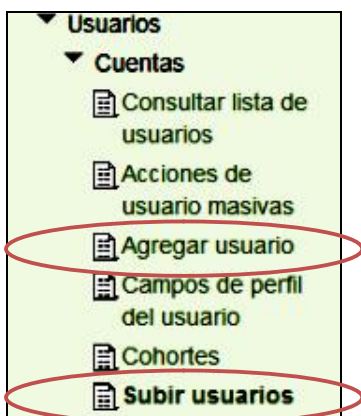 Usuarios
Cuentas
Consultar lista de
usuarios
Acciones de
usuario masivas
Agregar usuario
Campos de perfil
del usuario
Cohortes
Subir usuarios